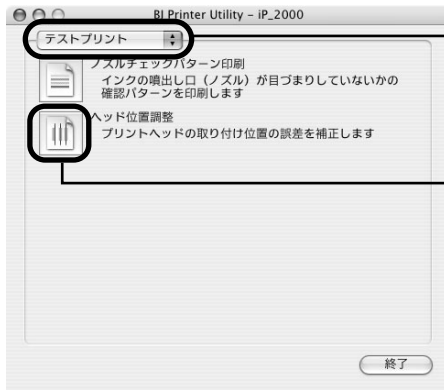 BJ Printer Utility – iP_2000
テストプリント
ノズルチェックパターン印刷
インクの噴出し口（ノズル）が目づまりしていないかの
確認パターンを印刷します
ヘッド位置調整
プリントヘッドの取り付け位置の誤差を補正します
終了